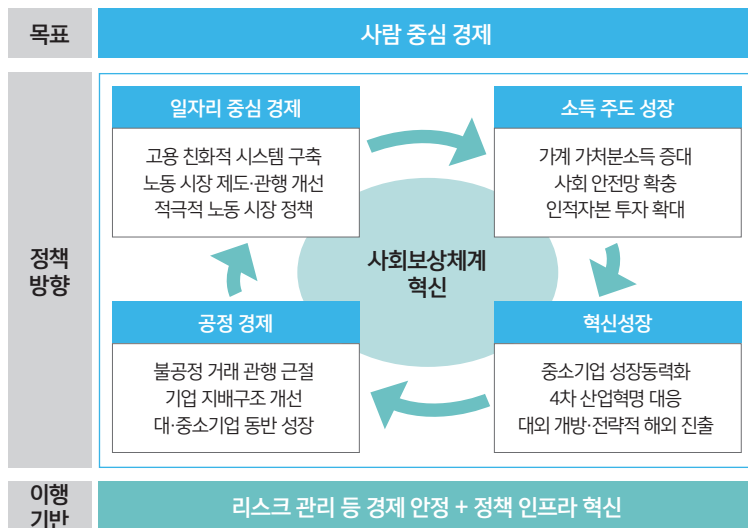 목표
사람 중심 경제
정책
방향
일자리 중심 경제
고용 친화적 시스템 구축
노동 시장 제도·관행 개선
적극적 노동 시장 정책
소득 주도 성장
가계 가처분소득 증대
사회 안전망 확충
인적자본 투자 확대
사회보상체계
혁신
공정 경제
불공정 거래 관행 근절
기업 지배구조 개선
대·중소기업 동반 성장
혁신성장
중소기업 성장동력화
4차 산업혁명 대응
대외 개방·전략적 해외 진출
이행
기반
리스크 관리 등 경제 안정 + 정책 인프라 혁신